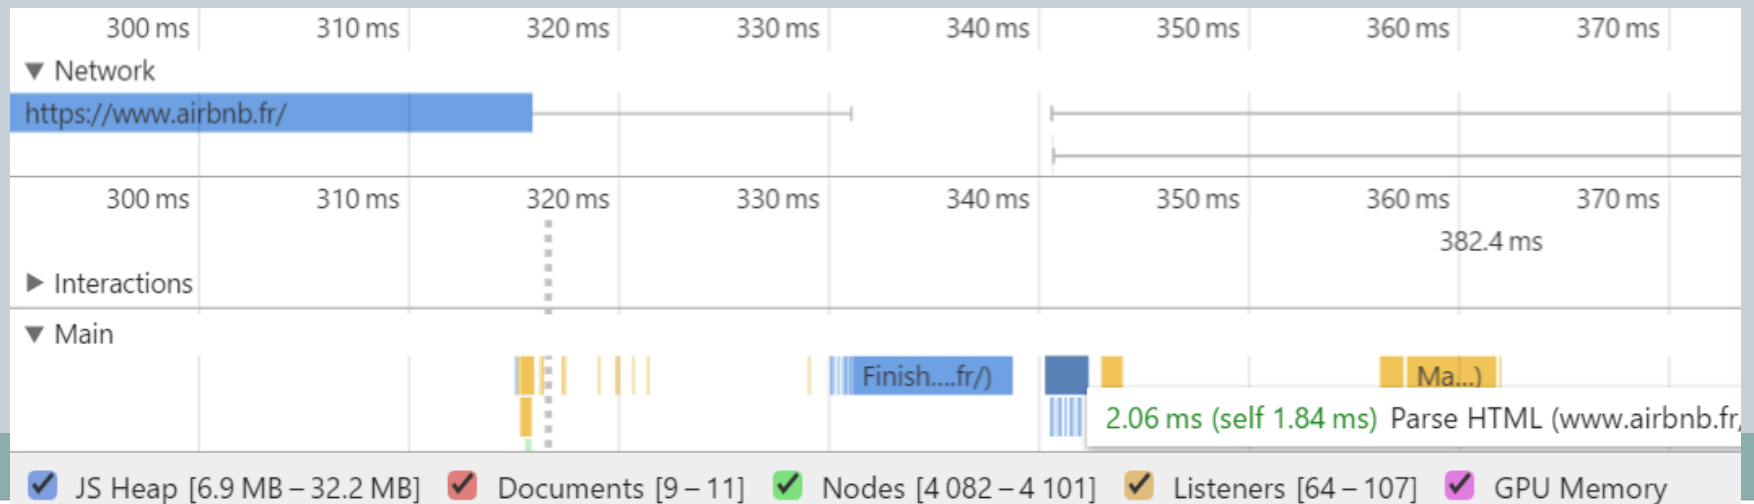 300 ms 310 ms 320 ms 330 ms 340 ms 350 ms 360 ms 370 ms
▼ Network
https://www.airbnb.fr/
300 ms 310 ms 320 ms 330 ms 340 ms 350 ms 360 ms 370 ms
382.4 ms
▶ Interactions
▼ Main
Finish....fr/) Ma...)
2.06 ms (self 1.84 ms) Parse HTML (www.airbnb.fr/
JS Heap [6.9 MB – 32.2 MB] Documents [9 – 11] Nodes [4 082 – 4 101] Listeners [64 – 107] GPU Memory